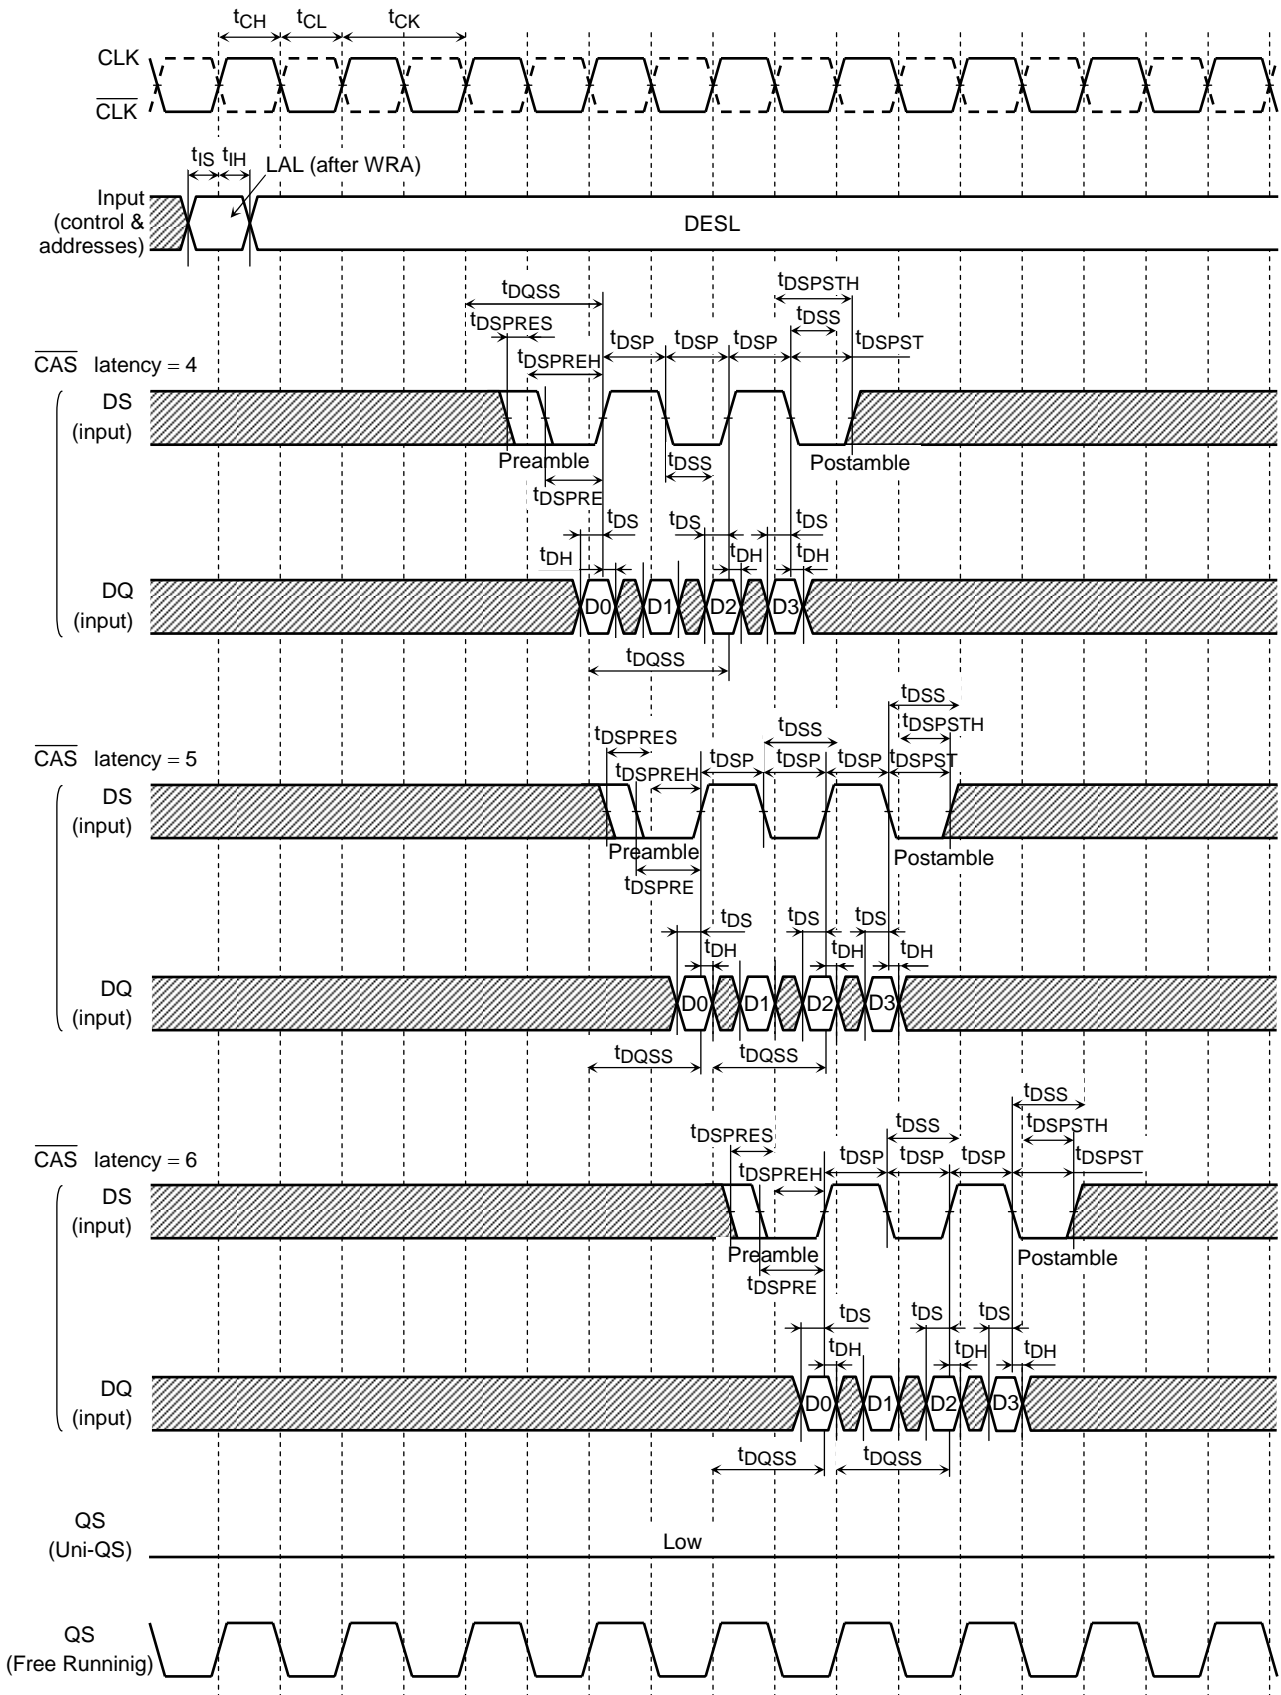 tCH tCL tCK
CLK
CLK
tIS tIH LAL (after WRA)
Input
(control &
addresses)
DESL
tDQSS tDSPSTH
tDSPRES tDSS
tDSP tDSP tDSP tDSPST
tDSPREH
CAS latency = 4
DS
(input)
Preamble tDSS Postamble
tDSPRE
tDS tDS tDS
tDH tDH tDH
DQ
(input)
D0 D1 D2 D3
tDQSS
tDSS
tDSPRES tDSS tDSPSTH
CAS latency = 5
tDSPREH tDSP tDSP tDSP tDSPST
DS
(input)
Preamble Postamble
tDSPRE
tDS tDS tDS
tDH tDH tDH
DQ
(input)
D0 D1 D2 D3
tDQSS tDQSS
tDSS
tDSPRES tDSS tDSPSTH
CAS latency = 6
tDSPREH tDSP tDSP tDSP tDSPST
DS
(input)
Preamble Postamble
tDSPRE
tDS tDS tDS
tDH tDH tDH
DQ
(input)
D0 D1 D2 D3
tDQSS tDQSS
QS
(Uni-QS)
Low
QS
(Free Runninig)